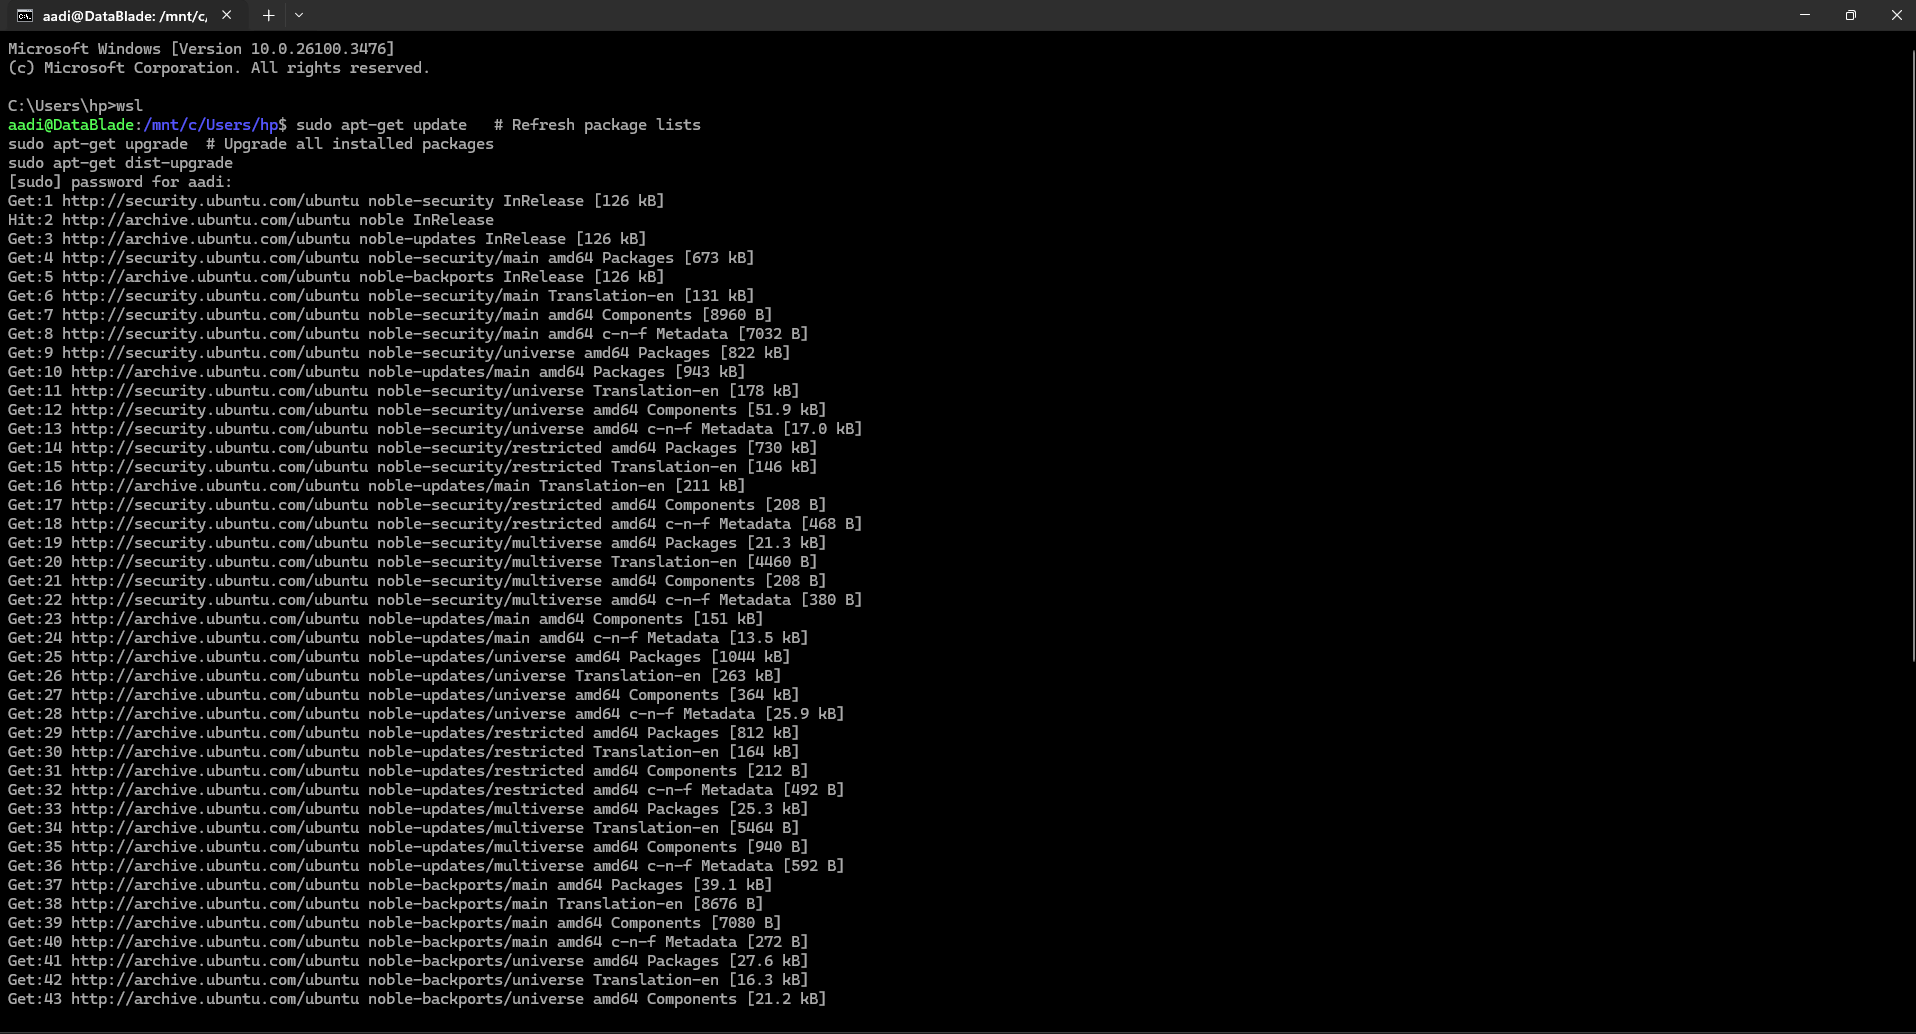 aadi@DataBlade: /mnt/c,
Microsoft Windows [Version 10.0.26100.3476]
(c) Microsoft Corporation. All rights reserved.
C:\Users\hp>wsl
aadi@DataBlade:/mnt/c/Users/hp$ sudo apt-get update   # Refresh package lists
sudo apt-get upgrade  # Upgrade all installed packages
sudo apt-get dist-upgrade
[sudo] password for aadi:
Get:1 http://security.ubuntu.com/ubuntu noble-security InRelease [126 kB]
Hit:2 http://archive.ubuntu.com/ubuntu noble InRelease
Get:3 http://archive.ubuntu.com/ubuntu noble-updates InRelease [126 kB]
Get:4 http://security.ubuntu.com/ubuntu noble-security/main amd64 Packages [673 kB]
Get:5 http://archive.ubuntu.com/ubuntu noble-backports InRelease [126 kB]
Get:6 http://security.ubuntu.com/ubuntu noble-security/main Translation-en [131 kB]
Get:7 http://security.ubuntu.com/ubuntu noble-security/main amd64 Components [8960 B]
Get:8 http://security.ubuntu.com/ubuntu noble-security/main amd64 c-n-f Metadata [7032 B]
Get:9 http://security.ubuntu.com/ubuntu noble-security/universe amd64 Packages [822 kB]
Get:10 http://archive.ubuntu.com/ubuntu noble-updates/main amd64 Packages [943 kB]
Get:11 http://security.ubuntu.com/ubuntu noble-security/universe Translation-en [178 kB]
Get:12 http://security.ubuntu.com/ubuntu noble-security/universe amd64 Components [51.9 kB]
Get:13 http://security.ubuntu.com/ubuntu noble-security/universe amd64 c-n-f Metadata [17.0 kB]
Get:14 http://security.ubuntu.com/ubuntu noble-security/restricted amd64 Packages [730 kB]
Get:15 http://security.ubuntu.com/ubuntu noble-security/restricted Translation-en [146 kB]
Get:16 http://archive.ubuntu.com/ubuntu noble-updates/main Translation-en [211 kB]
Get:17 http://security.ubuntu.com/ubuntu noble-security/restricted amd64 Components [208 B]
Get:18 http://security.ubuntu.com/ubuntu noble-security/restricted amd64 c-n-f Metadata [468 B]
Get:19 http://security.ubuntu.com/ubuntu noble-security/multiverse amd64 Packages [21.3 kB]
Get:20 http://security.ubuntu.com/ubuntu noble-security/multiverse Translation-en [4460 B]
Get:21 http://security.ubuntu.com/ubuntu noble-security/multiverse amd64 Components [208 B]
Get:22 http://security.ubuntu.com/ubuntu noble-security/multiverse amd64 c-n-f Metadata [380 B]
Get:23 http://archive.ubuntu.com/ubuntu noble-updates/main amd64 Components [151 kB]
Get:24 http://archive.ubuntu.com/ubuntu noble-updates/main amd64 c-n-f Metadata [13.5 kB]
Get:25 http://archive.ubuntu.com/ubuntu noble-updates/universe amd64 Packages [1044 kB]
Get:26 http://archive.ubuntu.com/ubuntu noble-updates/universe Translation-en [263 kB]
Get:27 http://archive.ubuntu.com/ubuntu noble-updates/universe amd64 Components [364 kB]
Get:28 http://archive.ubuntu.com/ubuntu noble-updates/universe amd64 c-n-f Metadata [25.9 kB]
Get:29 http://archive.ubuntu.com/ubuntu noble-updates/restricted amd64 Packages [812 kB]
Get:30 http://archive.ubuntu.com/ubuntu noble-updates/restricted Translation-en [164 kB]
Get:31 http://archive.ubuntu.com/ubuntu noble-updates/restricted amd64 Components [212 B]
Get:32 http://archive.ubuntu.com/ubuntu noble-updates/restricted amd64 c-n-f Metadata [492 B]
Get:33 http://archive.ubuntu.com/ubuntu noble-updates/multiverse amd64 Packages [25.3 kB]
Get:34 http://archive.ubuntu.com/ubuntu noble-updates/multiverse Translation-en [5464 B]
Get:35 http://archive.ubuntu.com/ubuntu noble-updates/multiverse amd64 Components [940 B]
Get:36 http://archive.ubuntu.com/ubuntu noble-updates/multiverse amd64 c-n-f Metadata [592 B]
Get:37 http://archive.ubuntu.com/ubuntu noble-backports/main amd64 Packages [39.1 kB]
Get:38 http://archive.ubuntu.com/ubuntu noble-backports/main Translation-en [8676 B]
Get:39 http://archive.ubuntu.com/ubuntu noble-backports/main amd64 Components [7080 B]
Get:40 http://archive.ubuntu.com/ubuntu noble-backports/main amd64 c-n-f Metadata [272 B]
Get:41 http://archive.ubuntu.com/ubuntu noble-backports/universe amd64 Packages [27.6 kB]
Get:42 http://archive.ubuntu.com/ubuntu noble-backports/universe Translation-en [16.3 kB]
Get:43 http://archive.ubuntu.com/ubuntu noble-backports/universe amd64 Components [21.2 kB]